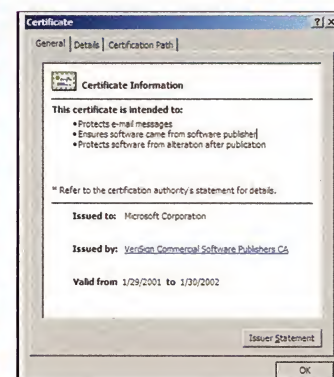 Certificate
General Details Certification Path
Certificate Information
This certificate is intended to:
• Protects e-mail messages
• Ensures software came from software publisher
• Protects software from alteration after publication
* Refer to the certification authority's statement for details.
Issued to: Microsoft Corporation
Issued by: VeriSign Commercial Software Publishers CA
Valid from 1/29/2001 to 1/30/2002
Issuer Statement
OK